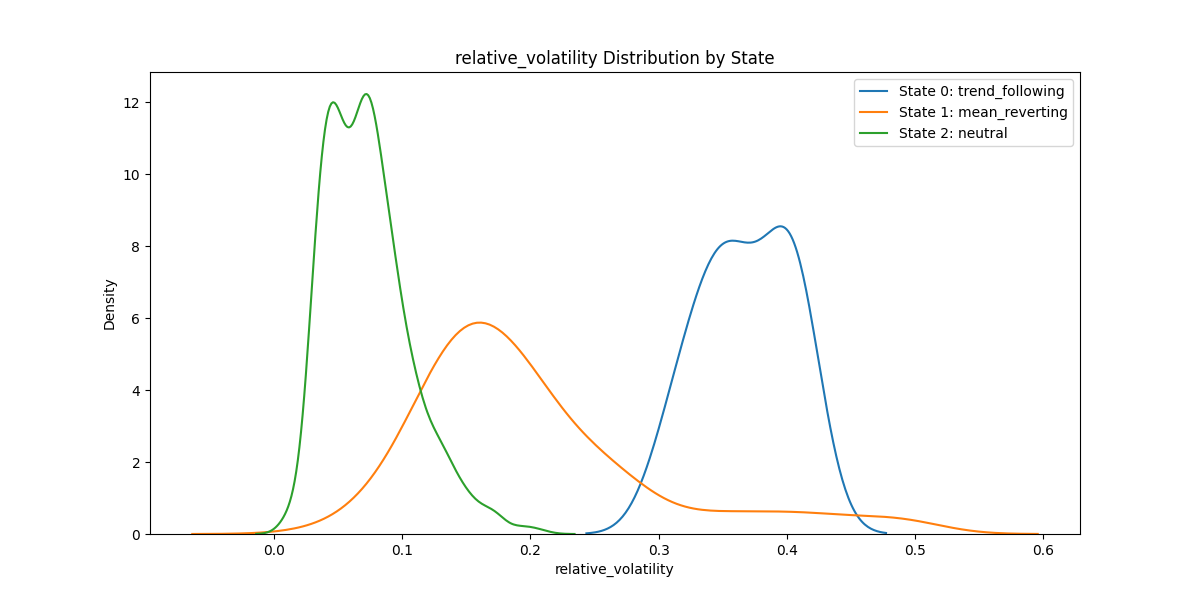 relative_volatility Distribution by State
State 0: trend_following
State 1: mean_reverting
State 2: neutral
Density
12
10
8
6
4
2
0
0.0 0.1 0.2 0.3 0.4 0.5 0.6
relative_volatility